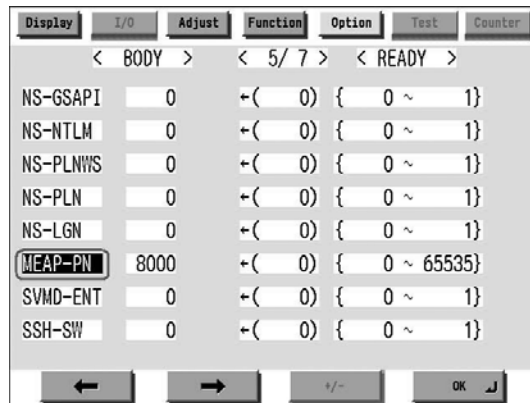 Display I/O Adjust Function Option Test Counter
< BODY > < 5/ 7 > < READY >
NS-GSAPI 0 ←( 0) { 0 ~ 1}
NS-NTLM 0 ←( 0) { 0 ~ 1}
NS-PLNWS 0 ←( 0) { 0 ~ 1}
NS-PLN 0 ←( 0) { 0 ~ 1}
NS-LGN 0 ←( 0) { 0 ~ 1}
MEAP-PN 8000 ←( 0) { 0 ~ 65535}
SVMD-ENT 0 ←( 0) { 0 ~ 1}
SSH-SW 0 ←( 0) { 0 ~ 1}
← → +/- OK ↵